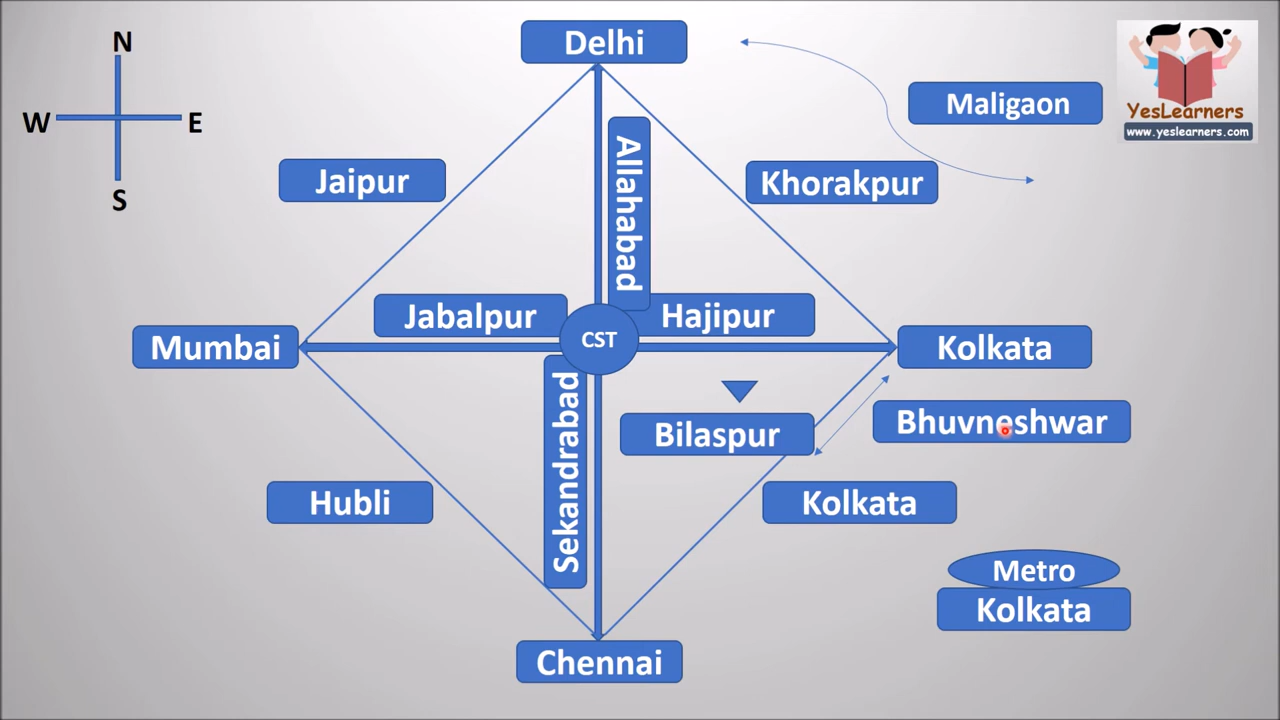 Delhi
N
W
E
S
Maligaon
YesLearners
www.yeslearners.com
Jaipur
Allahabad
Khorakpur
Jabalpur
Hajipur
Mumbai
CST
Kolkata
Sekandrabad
Bilaspur
Bhuvneshwar
Hubli
Kolkata
Metro
Kolkata
Chennai